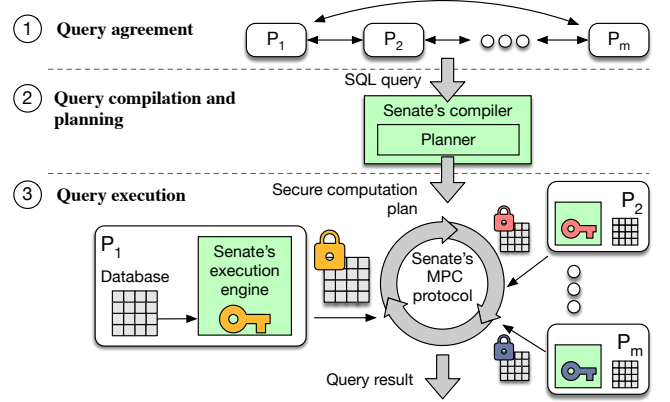 1 Query agreement
P1 P2 Pm
SQL query
2 Query compilation and
planning
Senate's compiler
Planner
3 Query execution
Secure computation
plan
P1
Database
Senate's
execution
engine
Senate's
MPC
protocol
P2
Pm
Query result